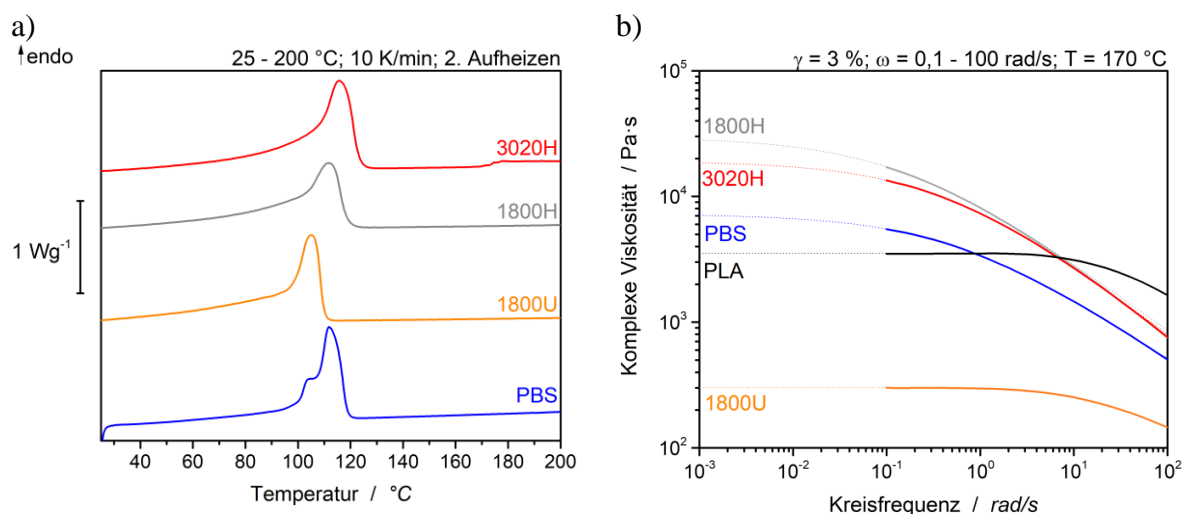 a)
↑endo
25 - 200 °C; 10 K/min; 2. Aufheizen
3020H
1800H
1 Wg⁻¹
1800U
PBS
40 60 80 100 120 140 160 180 200
Temperatur / °C
b)
γ = 3 %; ω = 0,1 - 100 rad/s; T = 170 °C
10⁵
1800H
10⁴
3020H
PBS
PLA
10³
1800U
10²
10⁻³ 10⁻² 10⁻¹ 10⁰ 10¹ 10²
Komplexe Viskosität / Pa·s
Kreisfrequenz / rad/s